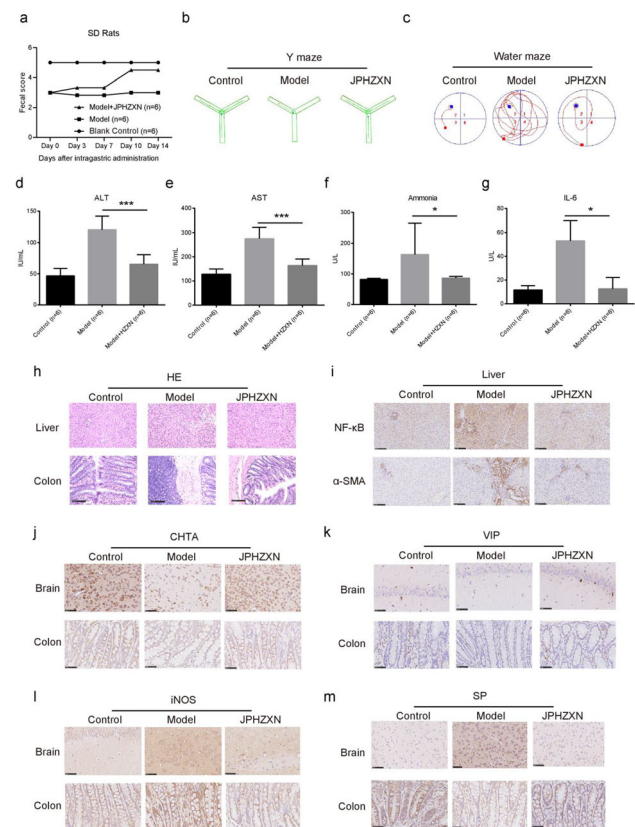 a
SD Rats
Fecal score
6
4
2
0
Model+JPHZXN (n=6)
Model (n=6)
Blank Control (n=6)
Day 0 Day 3 Day 7 Day 10 Day 14
Days after intragastric administration
b
Y maze
Control Model JPHZXN
c
Water maze
Control Model JPHZXN
d
ALT
***
IU/mL
150
100
50
0
Control (n=6)
Model (n=6)
Model+HZXN (n=6)
e
AST
***
IU/mL
400
300
200
100
0
Control (n=6)
Model (n=6)
Model+HZXN (n=6)
f
Ammonia
*
U/L
300
200
100
0
Control (n=6)
Model (n=6)
Model+HZXN (n=6)
g
IL-6
*
U/L
80
60
40
20
0
Control (n=6)
Model (n=6)
Model+HZXN (n=6)
h
HE
Control Model JPHZXN
Liver
Colon
i
Liver
Control Model JPHZXN
NF-κB
α-SMA
j
CHTA
Control Model JPHZXN
Brain
Colon
k
VIP
Control Model JPHZXN
Brain
Colon
l
iNOS
Control Model JPHZXN
Brain
Colon
m
SP
Control Model JPHZXN
Brain
Colon